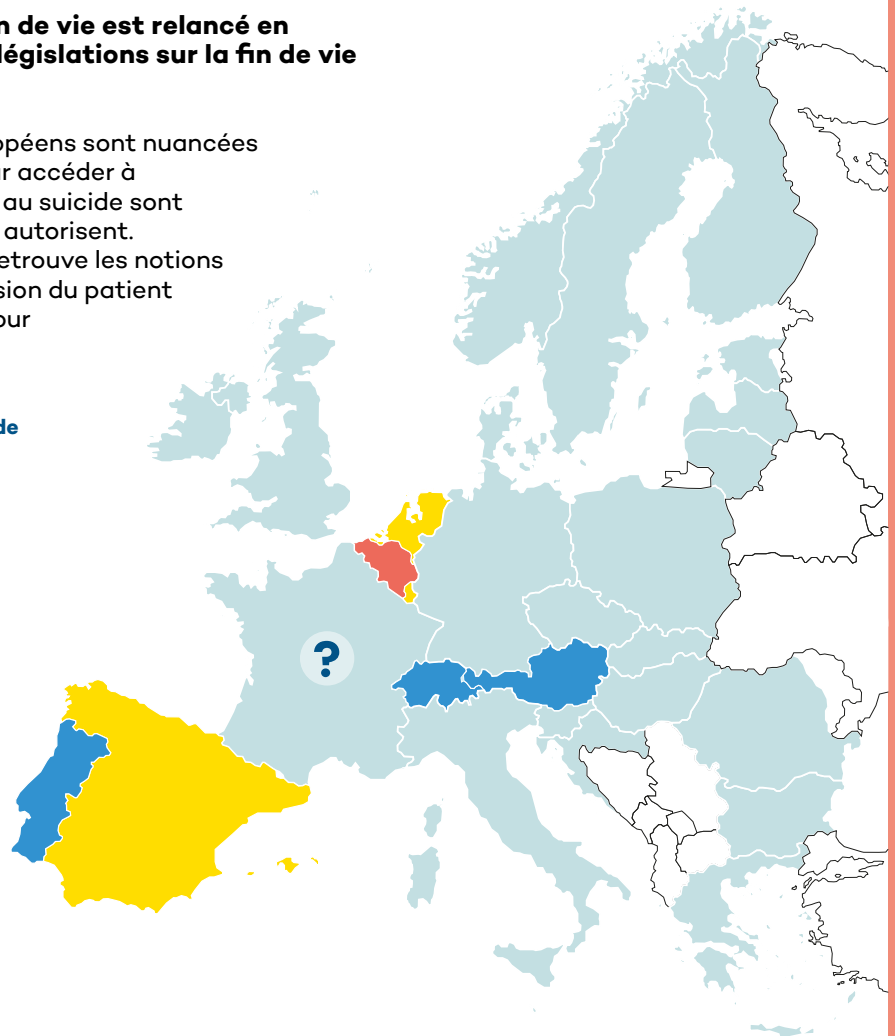 n de vie est relancé en
législations sur la fin de vie
opéens sont nuancées
ur accéder à
au suicide sont
autorisent.
etrouve les notions
sion du patient
our
de
?